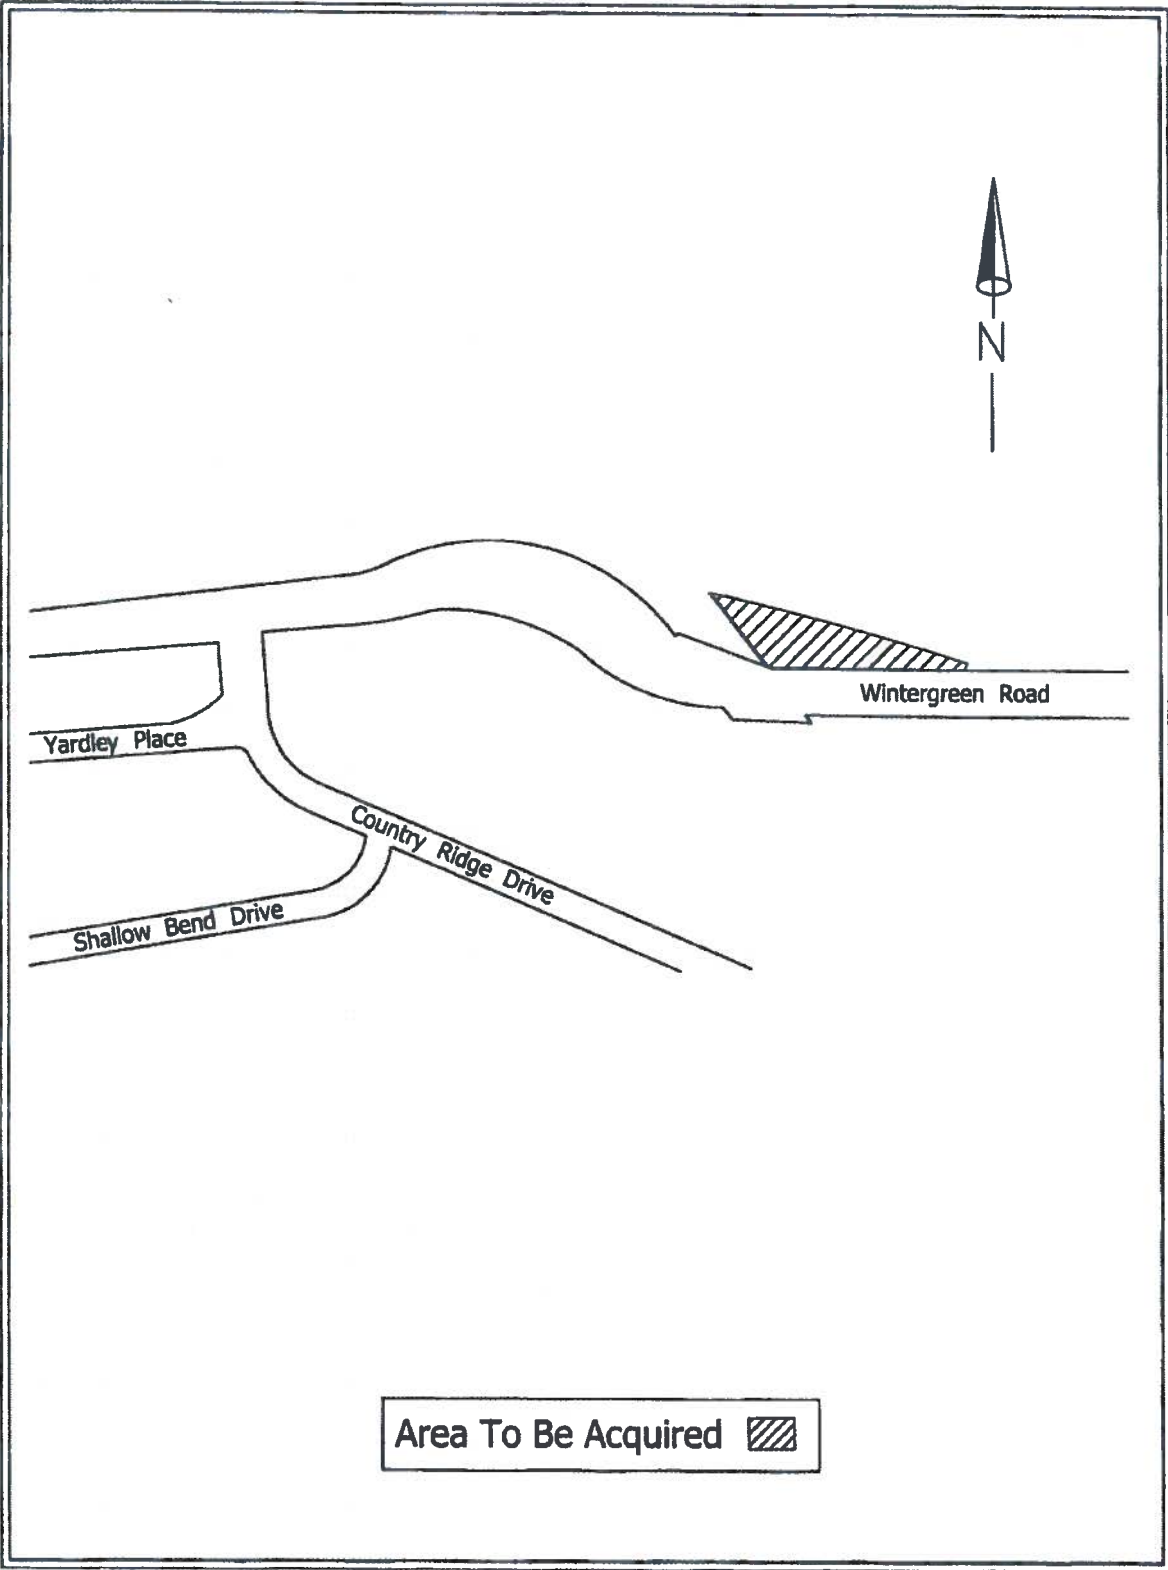 N
Wintergreen Road
Yardley Place
Country Ridge Drive
Shallow Bend Drive
Area To Be Acquired